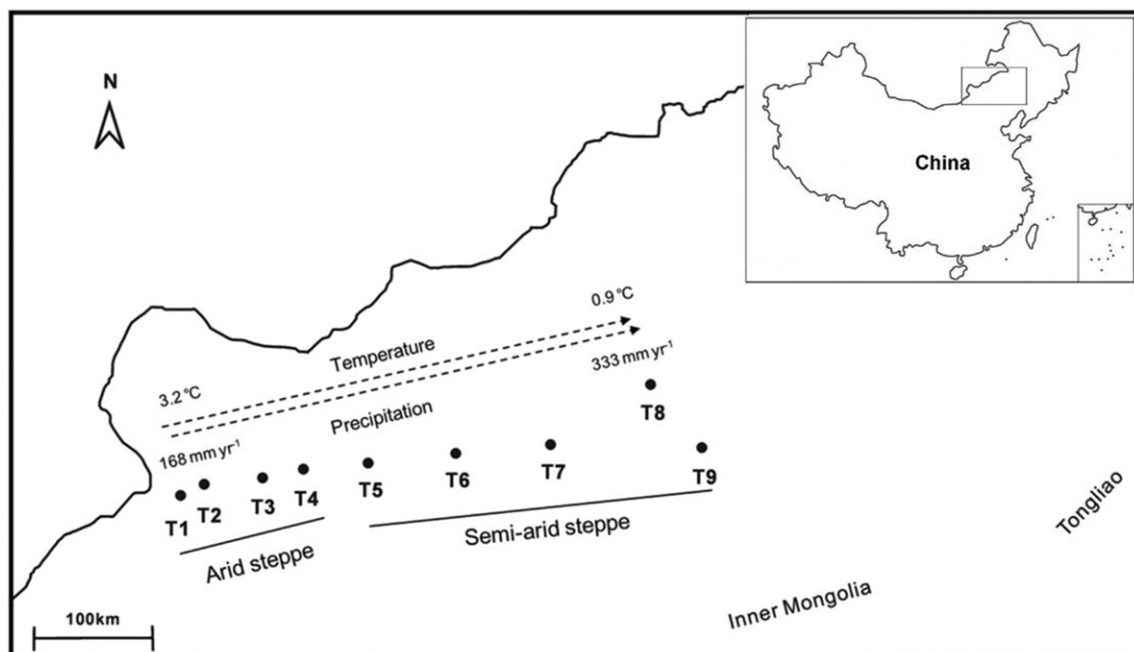 N
China
0.9 °C
Temperature
333 mm yr-1
3.2 °C
Precipitation
T8
168 mm yr-1
T1
T2
T3
T4
T5
T6
T7
T9
Arid steppe
Semi-arid steppe
Tongliao
Inner Mongolia
100km